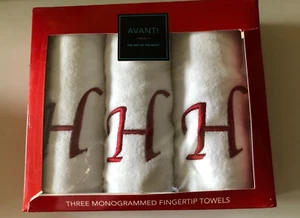 AVANTI
H H H
THREE MONOGRAMMED FINGERTIP TOWELS